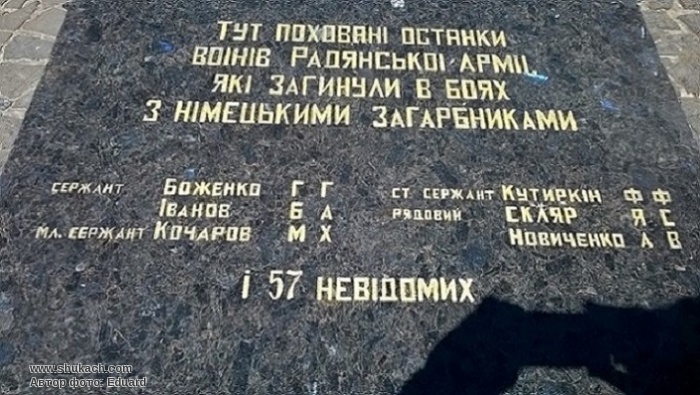 ТУТ ПОХОВАНІ ОСТАНКИ
ВОЇНІВ РАДЯНСЬКОЇ АРМІЇ,
ЯКІ ЗАГИНУЛИ В БОЯХ
З НІМЕЦЬКИМИ ЗАГАРБНИКАМИ
СЕРЖАНТ БОЖЕНКО Г Г
ІВАНОВ Б А
МЛ. СЕРЖАНТ КОЧАРОВ М Х
СТ СЕРЖАНТ КУТИРКІН Ф Ф
РЯДОВИЙ СКЛЯР Я С
НОВИЧЕНКО А В
І 57 НЕВІДОМИХ
www.shukach.com
Автор фото: Eduard